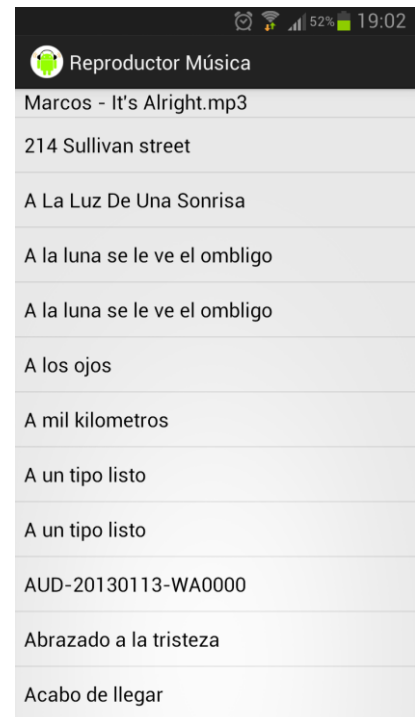 52% 19:02
Reproductor Música
Marcos - It's Alright.mp3
214 Sullivan street
A La Luz De Una Sonrisa
A la luna se le ve el ombligo
A la luna se le ve el ombligo
A los ojos
A mil kilometros
A un tipo listo
A un tipo listo
AUD-20130113-WA0000
Abrazado a la tristeza
Acabo de llegar